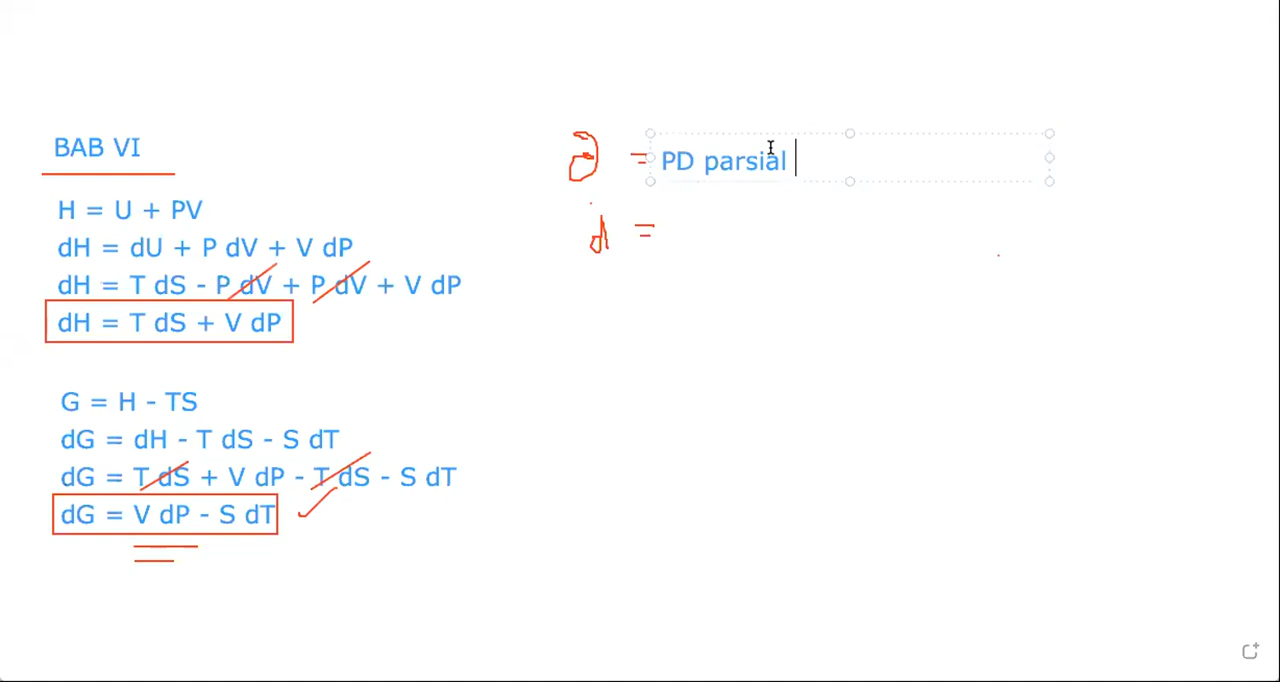 BAB VI
H = U + PV
dH = dU + P dV + V dP
dH = T dS - P dV + P dV + V dP
dH = T dS + V dP
G = H - TS
dG = dH - T dS - S dT
dG = T dS + V dP - T dS - S dT
dG = V dP - S dT
∂ = PD parsial
d =